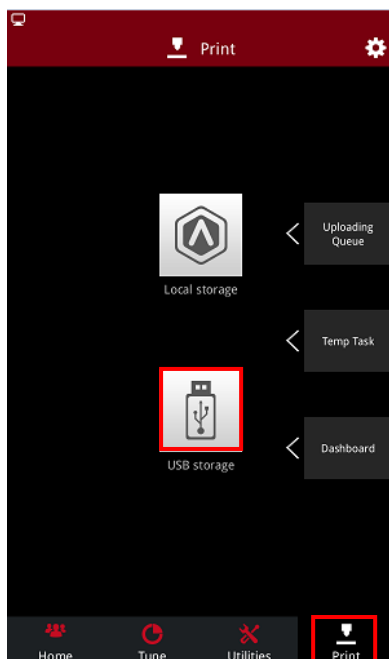 Print
Uploading
Queue
Local storage
Temp Task
USB storage
Dashboard
Home
Tune
Utilities
Print